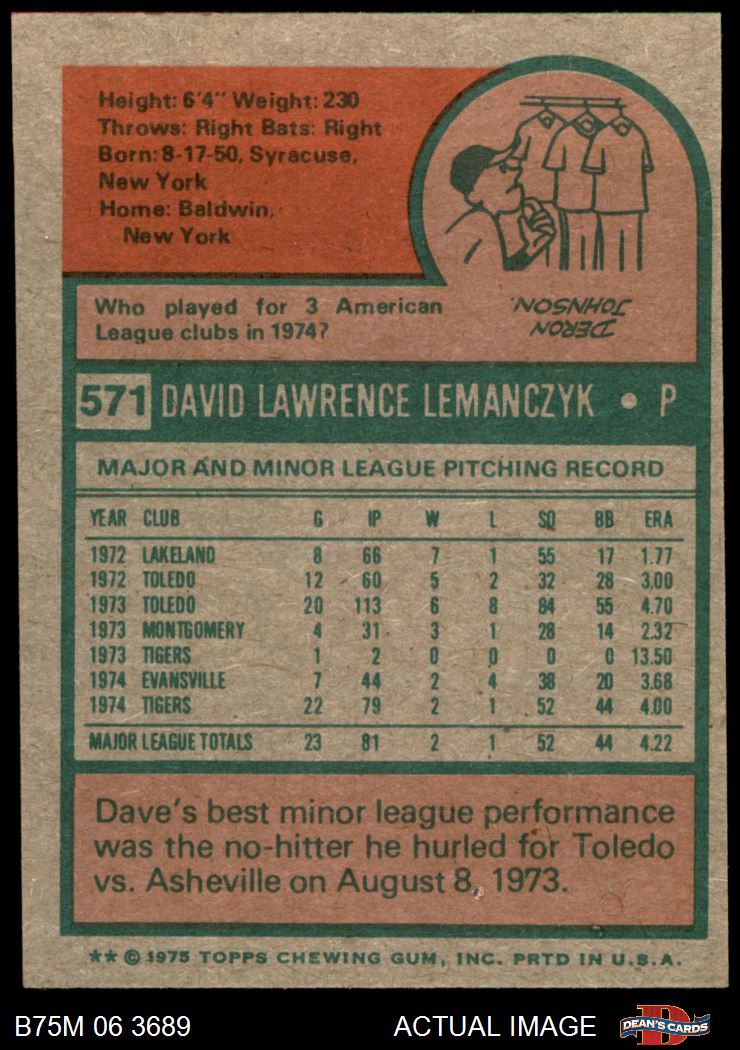 Height: 6'4" Weight: 230
Throws: Right Bats: Right
Born: 8-17-50, Syracuse,
New York
Home: Baldwin,
New York
Who played for 3 American
League clubs in 1974?
DERON
JOHNSON.
571 DAVID LAWRENCE LEMANCZYK • P
MAJOR AND MINOR LEAGUE PITCHING RECORD
YEAR CLUB G IP W L SO BB ERA
1972 LAKELAND 8 66 7 1 55 17 1.77
1972 TOLEDO 12 60 5 2 32 28 3.00
1973 TOLEDO 20 113 6 8 84 55 4.70
1973 MONTGOMERY 4 31 3 1 28 14 2.32
1973 TIGERS 1 2 0 0 0 0 13.50
1974 EVANSVILLE 7 44 2 4 38 20 3.68
1974 TIGERS 22 79 2 1 52 44 4.00
MAJOR LEAGUE TOTALS 23 81 2 1 52 44 4.22
Dave's best minor league performance
was the no-hitter he hurled for Toledo
vs. Asheville on August 8, 1973.
** © 1975 TOPPS CHEWING GUM, INC. PRTD IN U.S.A.
B75M 06 3689 ACTUAL IMAGE D DEAN'S CARDS